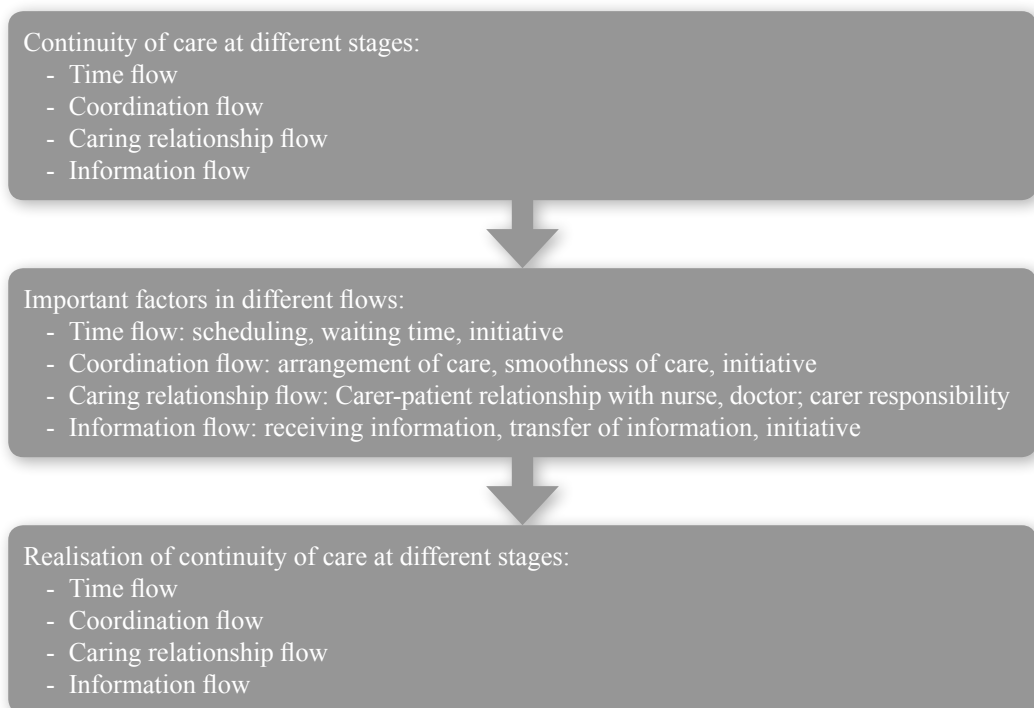 Continuity of care at different stages:
- Time flow
- Coordination flow
- Caring relationship flow
- Information flow
Important factors in different flows:
- Time flow: scheduling, waiting time, initiative
- Coordination flow: arrangement of care, smoothness of care, initiative
- Caring relationship flow: Carer-patient relationship with nurse, doctor; carer responsibility
- Information flow: receiving information, transfer of information, initiative
Realisation of continuity of care at different stages:
- Time flow
- Coordination flow
- Caring relationship flow
- Information flow